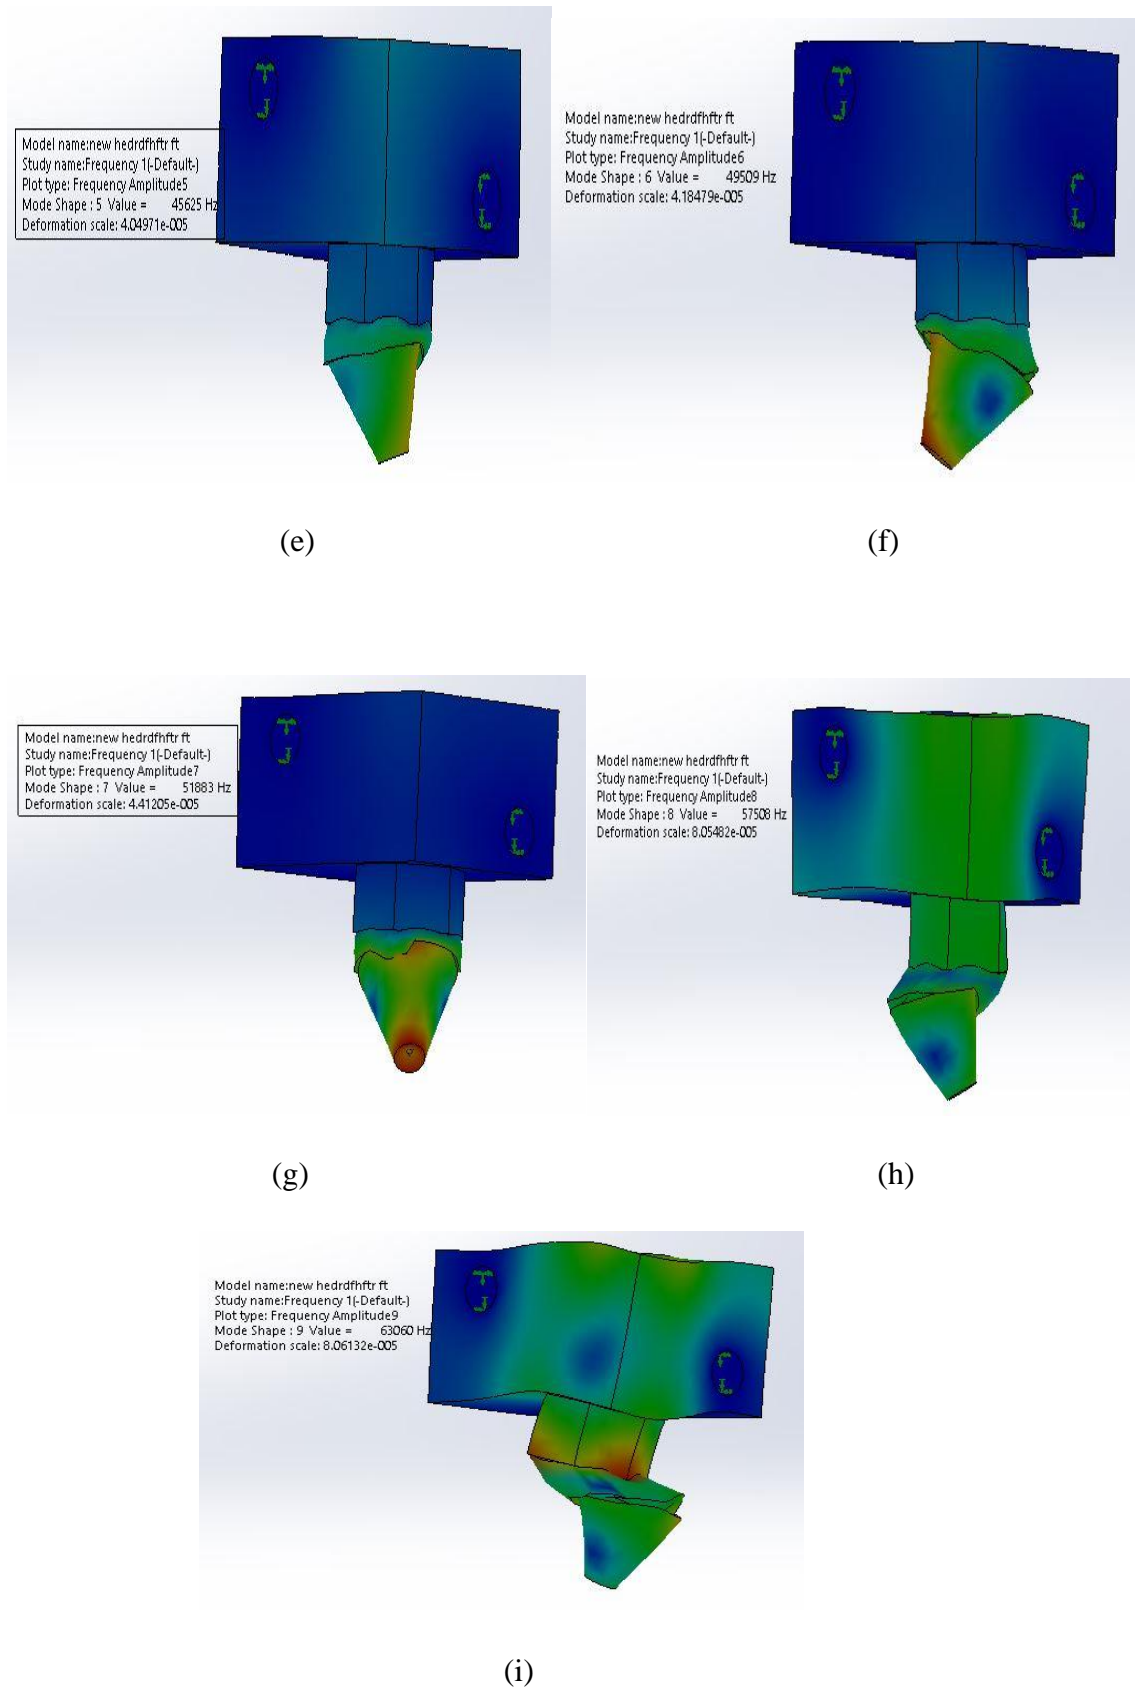 Model name:new hedrdfhftr ft
Study name:Frequency 1(-Default-)
Plot type: Frequency Amplitude5
Mode Shape : 5 Value = 45625 Hz
Deformation scale: 4.04971e-005
(e)
Model name:new hedrdfhftr ft
Study name:Frequency 1(-Default-)
Plot type: Frequency Amplitude6
Mode Shape : 6 Value = 49509 Hz
Deformation scale: 4.18479e-005
(f)
Model name:new hedrdfhftr ft
Study name:Frequency 1(-Default-)
Plot type: Frequency Amplitude7
Mode Shape : 7 Value = 51883 Hz
Deformation scale: 4.41205e-005
(g)
Model name:new hedrdfhftr ft
Study name:Frequency 1(-Default-)
Plot type: Frequency Amplitude8
Mode Shape : 8 Value = 57508 Hz
Deformation scale: 8.05482e-005
(h)
Model name:new hedrdfhftr ft
Study name:Frequency 1(-Default-)
Plot type: Frequency Amplitude9
Mode Shape : 9 Value = 63060 Hz
Deformation scale: 8.06132e-005
(i)